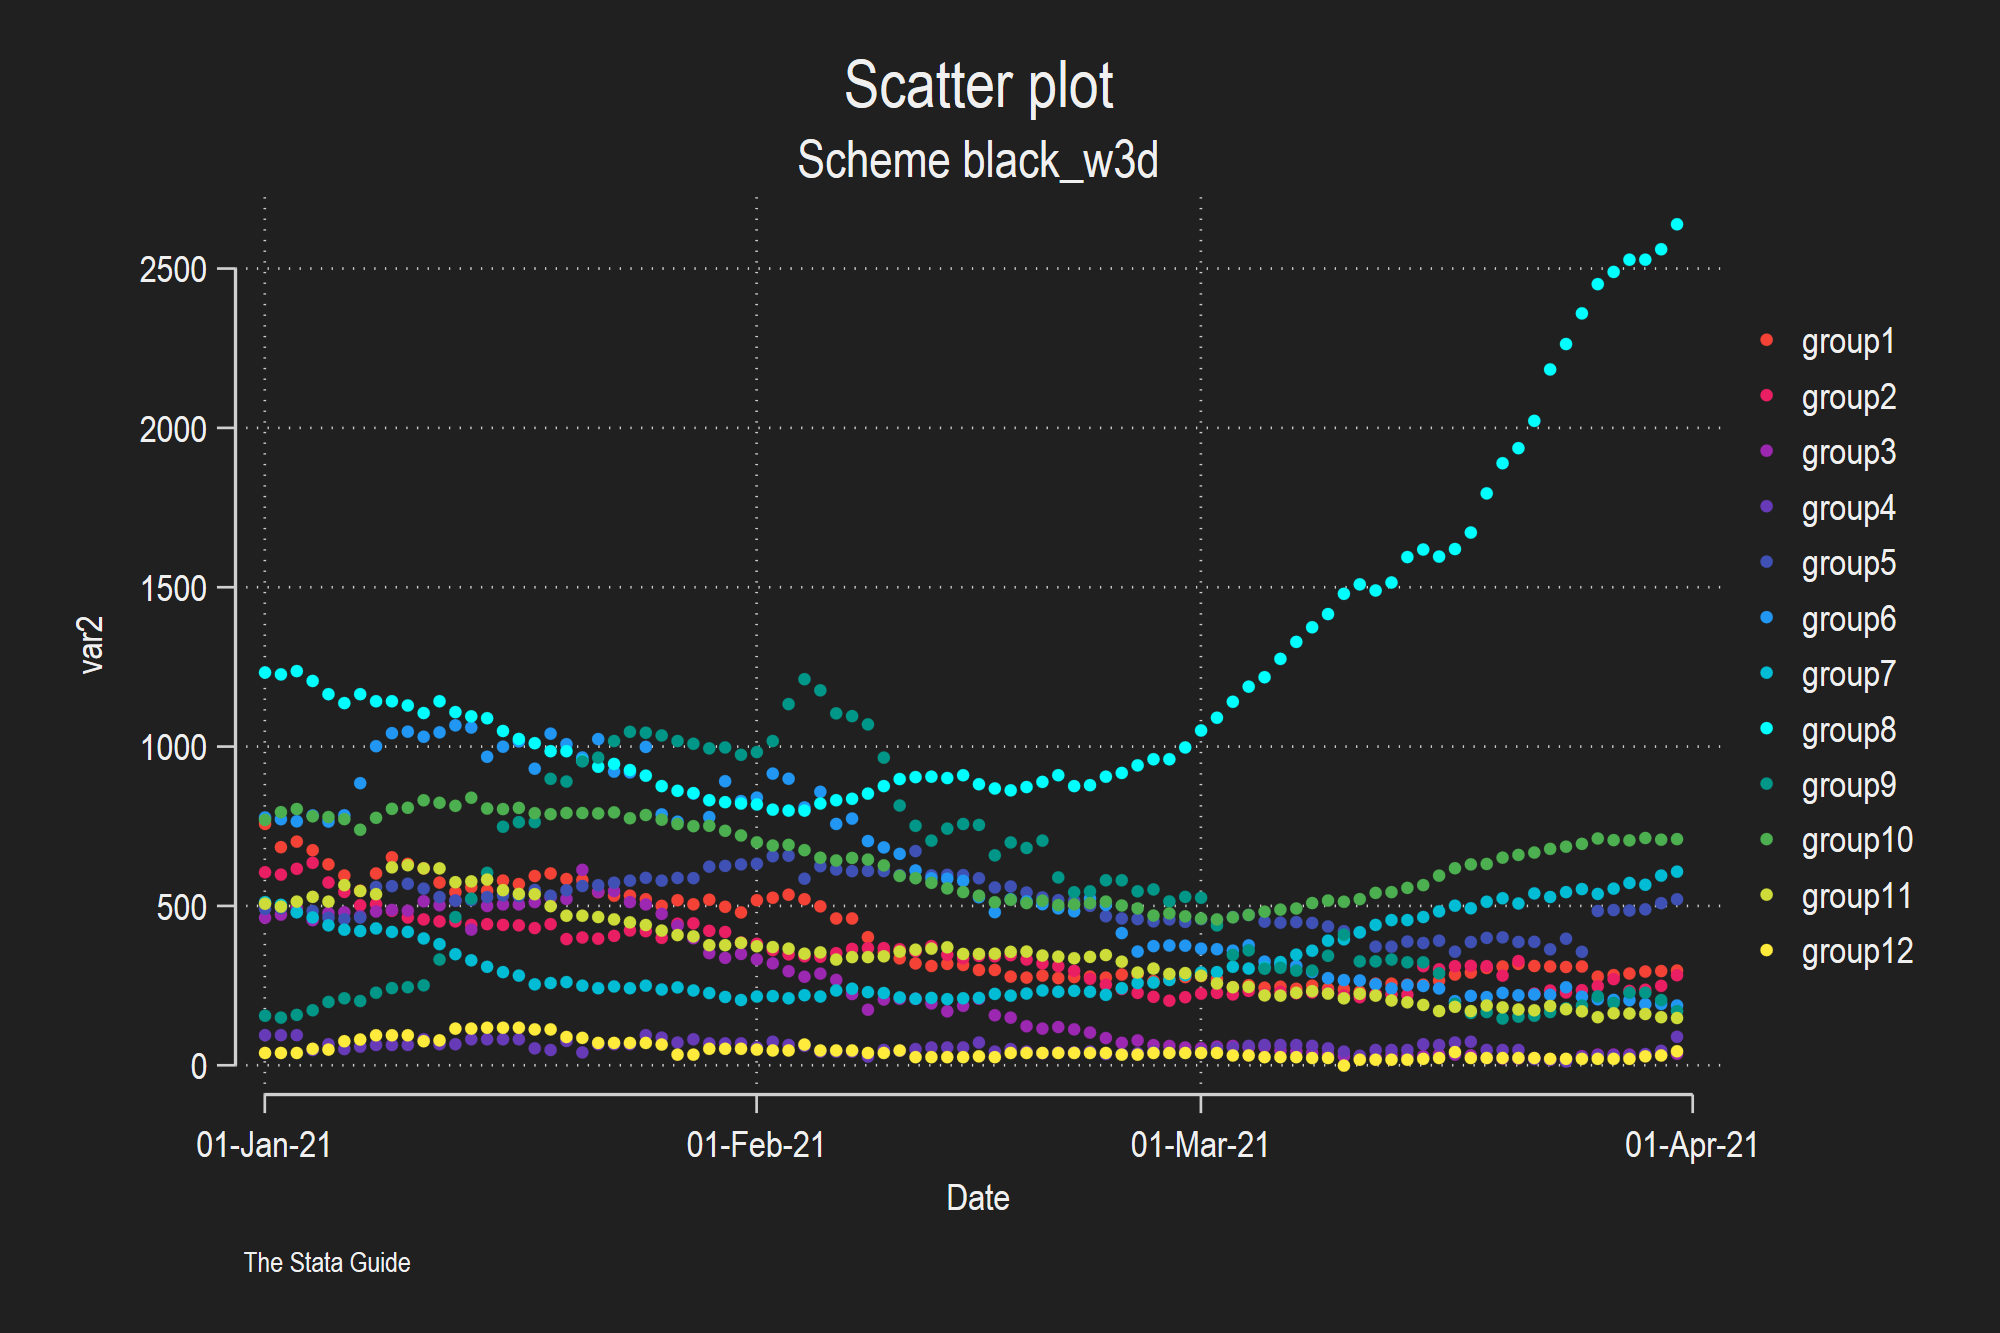 Scatter plot
Scheme black_w3d
2500
2000
1500
1000
500
0
var2
01-Jan-21
01-Feb-21
01-Mar-21
01-Apr-21
Date
group1
group2
group3
group4
group5
group6
group7
group8
group9
group10
group11
group12
The Stata Guide